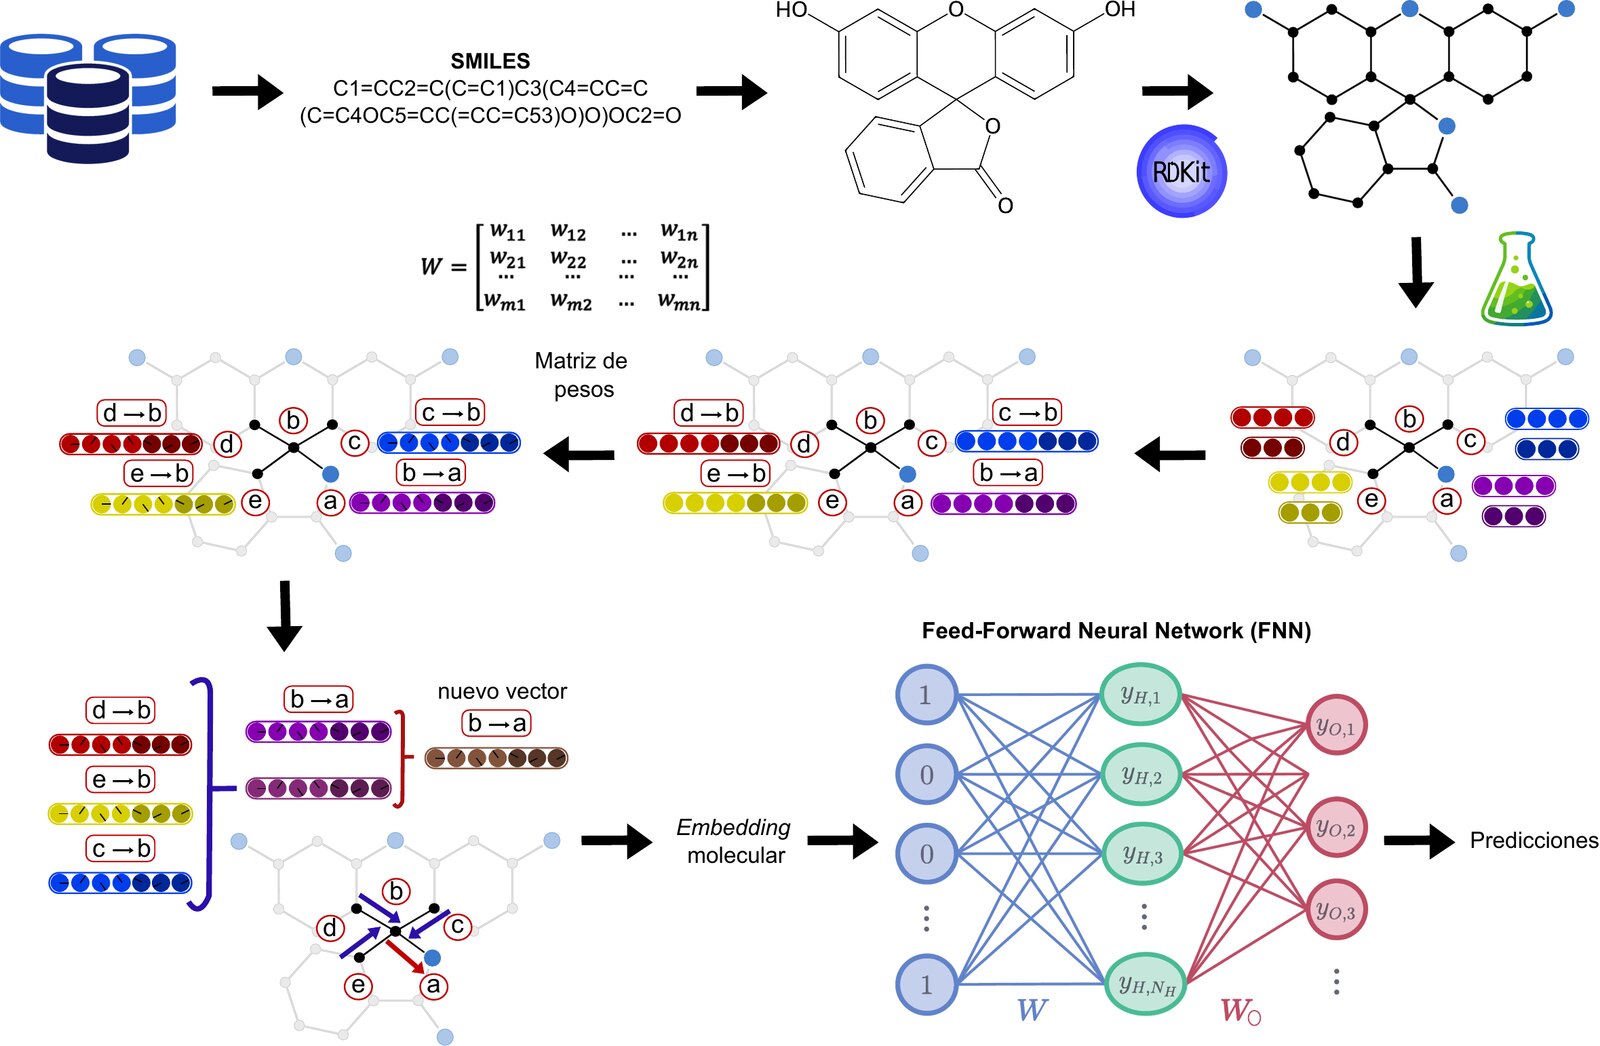 SMILES
C1=CC2=C(C=C1)C3(C4=CC=C
(C=C4OC5=CC(=CC=C53)O)O)OC2=O
HO
O
OH
O
O
RDKit
W = [w11 w12 ... w1n
w21 w22 ... w2n
... ... ... ...
wm1 wm2 ... wmn]
Matriz de
pesos
d→b
b
c→b
d
c
e→b
b→a
e
a
d→b
b
c→b
d
c
e→b
b→a
e
a
b
d
c
e
a
d→b
e→b
c→b
b→a
nuevo vector
b→a
b
d
c
e
a
Embedding
molecular
Feed-Forward Neural Network (FNN)
1
0
0
⋮
1
yH,1
yH,2
yH,3
⋮
yH,NH
yO,1
yO,2
yO,3
⋮
W
WO
Predicciones